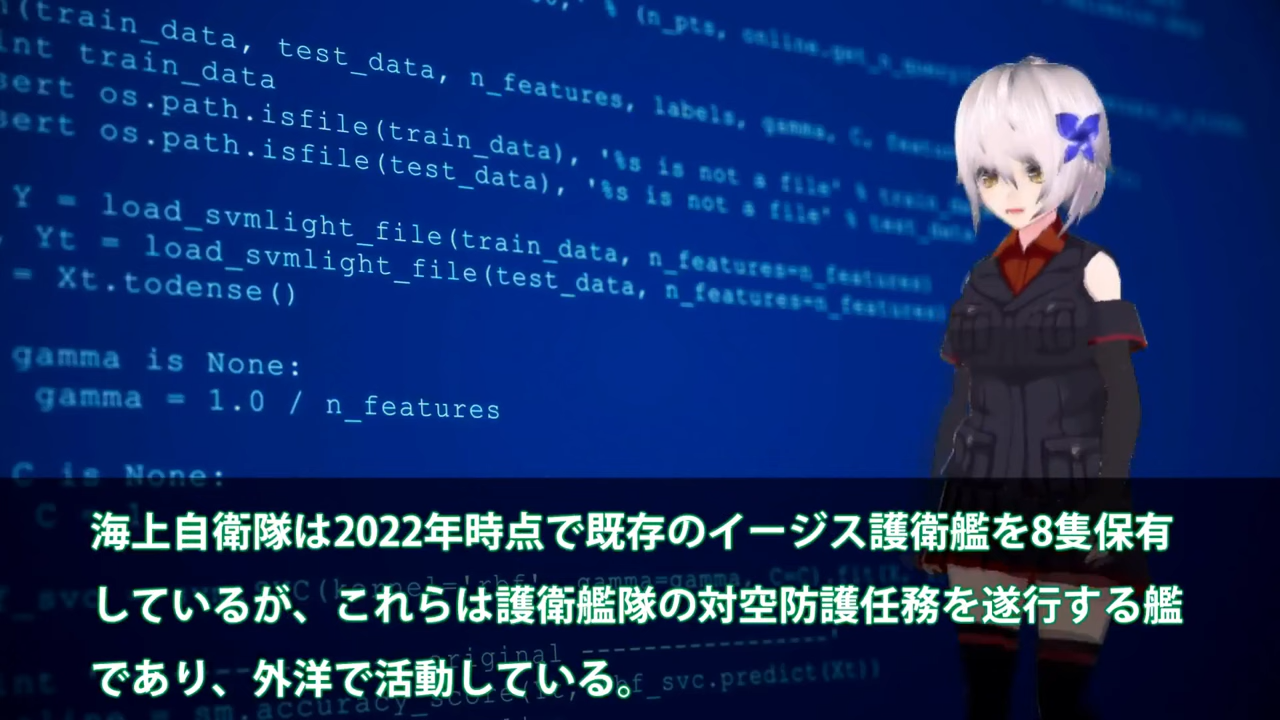 (train_data, test_data, n_features, labels, gamma, C,
int train_data
sert os.path.isfile(train_data), '%s is not a file' %
sert os.path.isfile(test_data), '%s is not a file' %
Y = load_svmlight_file(train_data, n_features=n_features)
Yt = load_svmlight_file(test_data, n_features=n_features)
= Xt.todense()
gamma is None:
gamma = 1.0 / n_features
C is None:
海上自衛隊は2022年時点で既存のイージス護衛艦を8隻保有
しているが、これらは護衛艦隊の対空防護任務を遂行する艦
であり、外洋で活動している。